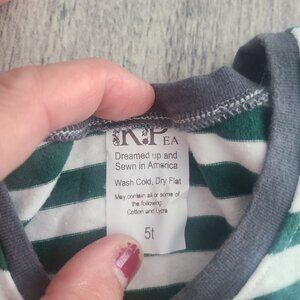 KP
EA
Dreamed up and
Sewn in America
Wash Cold, Dry Flat
May contain all or some of
the following:
Cotton and Lycra
5t